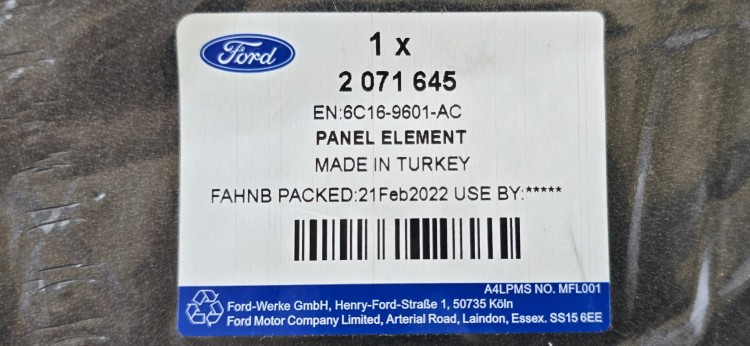 Ford
1 x
2 071 645
EN:6C16-9601-AC
PANEL ELEMENT
MADE IN TURKEY
FAHNB PACKED:21Feb2022 USE BY:*****
A4LPMS NO. MFL001
Ford-Werke GmbH, Henry-Ford-Straße 1, 50735 Köln
Ford Motor Company Limited, Arterial Road, Laindon, Essex. SS15 6EE